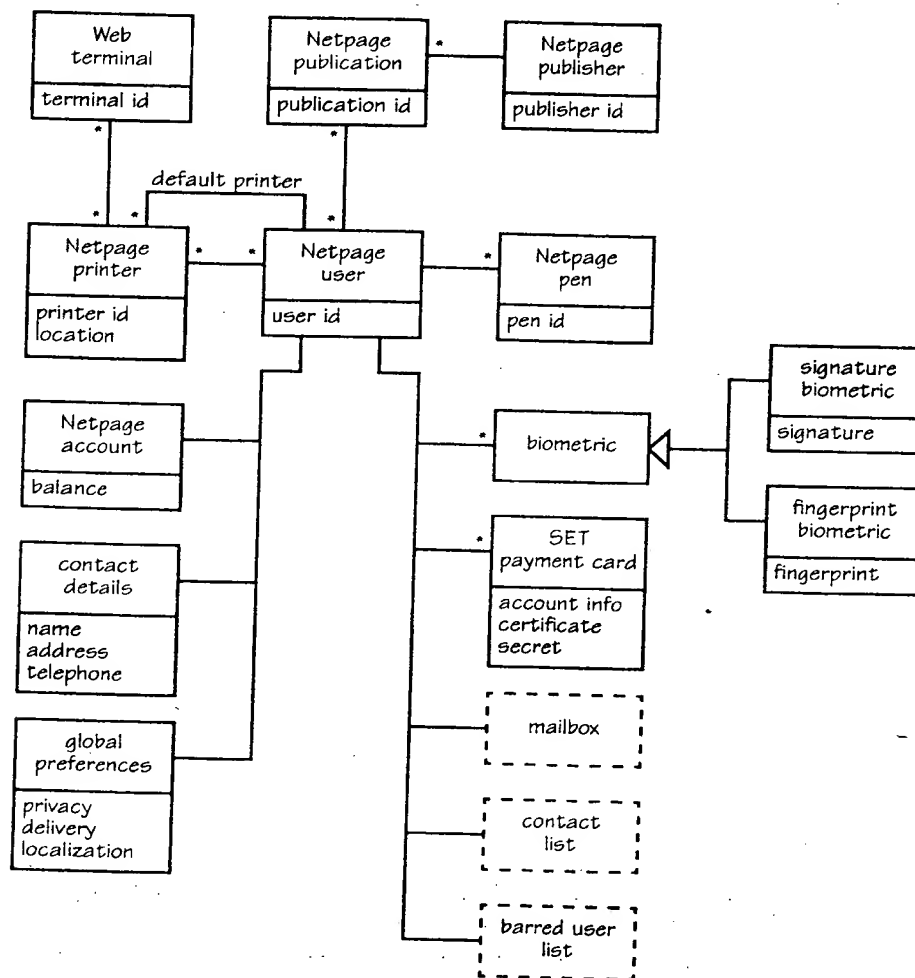 Web
terminal
terminal id
Netpage
publication
publication id
Netpage
publisher
publisher id
*
*
*
default printer
*
*
*
Netpage
printer
printer id
location
*
*
Netpage
user
user id
*
Netpage
pen
pen id
Netpage
account
balance
contact
details
name
address
telephone
global
preferences
privacy
delivery
localization
*
biometric
signature
biometric
signature
fingerprint
biometric
fingerprint
*
SET
payment card
account info
certificate
secret
mailbox
contact
list
barred user
list